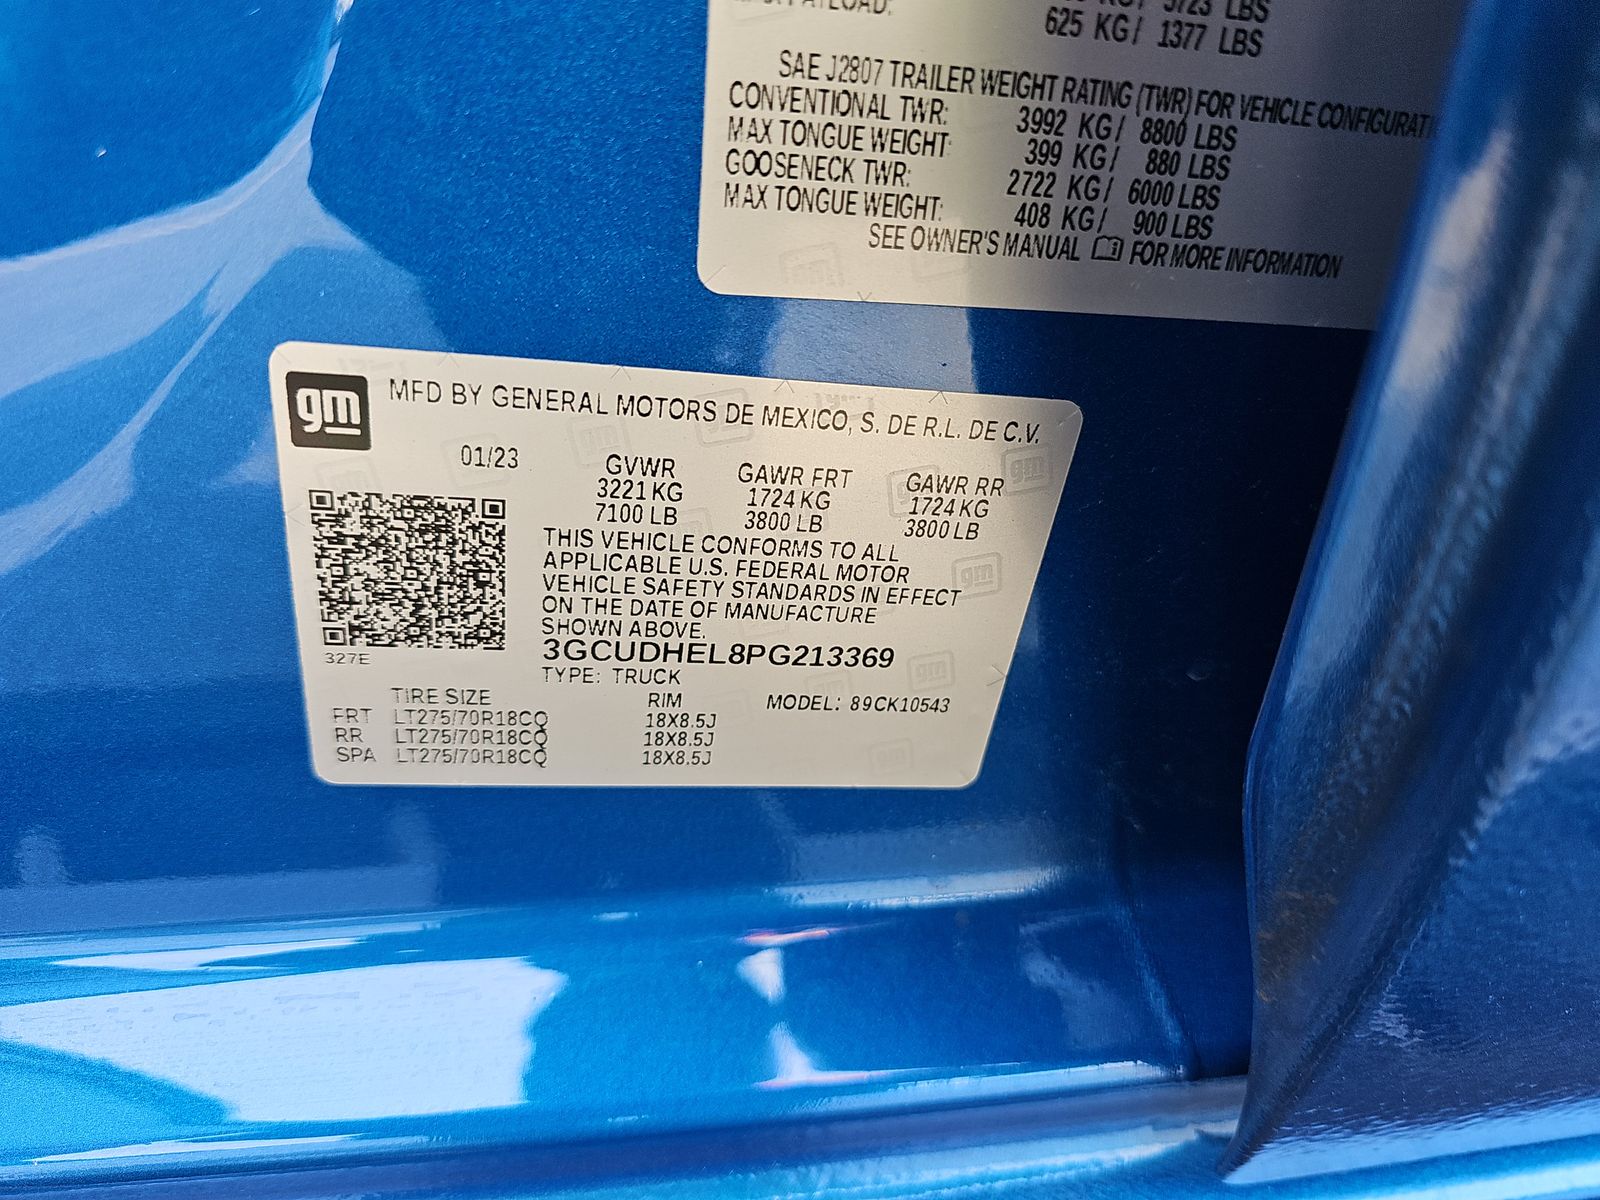 5723 LBS
625 KG/ 1377 LBS
SAE J2807 TRAILER WEIGHT RATING (TWR) FOR VEHICLE CONFIGURATI
CONVENTIONAL TWR: 3992 KG/ 8800 LBS
MAX TONGUE WEIGHT: 399 KG/ 880 LBS
GOOSENECK TWR: 2722 KG/ 6000 LBS
MAX TONGUE WEIGHT: 408 KG/ 900 LBS
SEE OWNER'S MANUAL FOR MORE INFORMATION
gm MFD BY GENERAL MOTORS DE MEXICO, S. DE R.L. DE C.V.
01/23 GVWR GAWR FRT GAWR RR
3221 KG 1724 KG 1724 KG
7100 LB 3800 LB 3800 LB
THIS VEHICLE CONFORMS TO ALL
APPLICABLE U.S. FEDERAL MOTOR
VEHICLE SAFETY STANDARDS IN EFFECT
ON THE DATE OF MANUFACTURE
SHOWN ABOVE.
3GCUDHEL8PG213369
327E
TYPE: TRUCK
TIRE SIZE RIM MODEL: 89CK10543
FRT LT275/70R18CQ 18X8.5J
RR LT275/70R18CQ 18X8.5J
SPA LT275/70R18CQ 18X8.5J